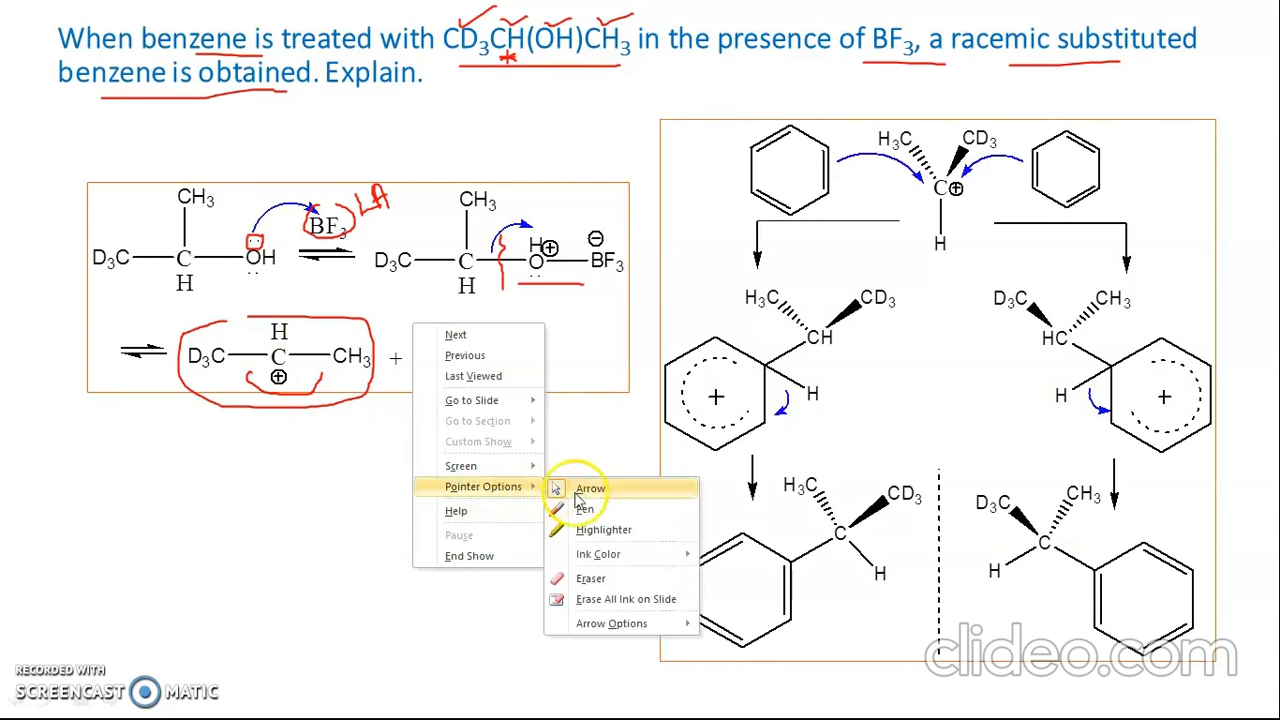 When benzene is treated with CD₃CH(OH)CH₃ in the presence of BF₃, a racemic substituted
benzene is obtained. Explain.
CH₃
D₃C C OH
H
BF₃
LA
⇌
CH₃
D₃C C O BF₃
H
H ⊕
⊖
⇌ D₃C C CH₃ +
H
⊕
Next
Previous
Last Viewed
Go to Slide
Go to Section
Custom Show
Screen
Pointer Options
Help
Pause
End Show
Arrow
Pen
Highlighter
Ink Color
Eraser
Erase All Ink on Slide
Arrow Options
H₃C CD₃
C ⊕
H
H₃C CD₃
CH
H
+
D₃C CH₃
HC
H
+
H₃C CD₃
C
H
D₃C CH₃
C
H
clideo.com
RECORDED WITH
SCREENCAST MATIC